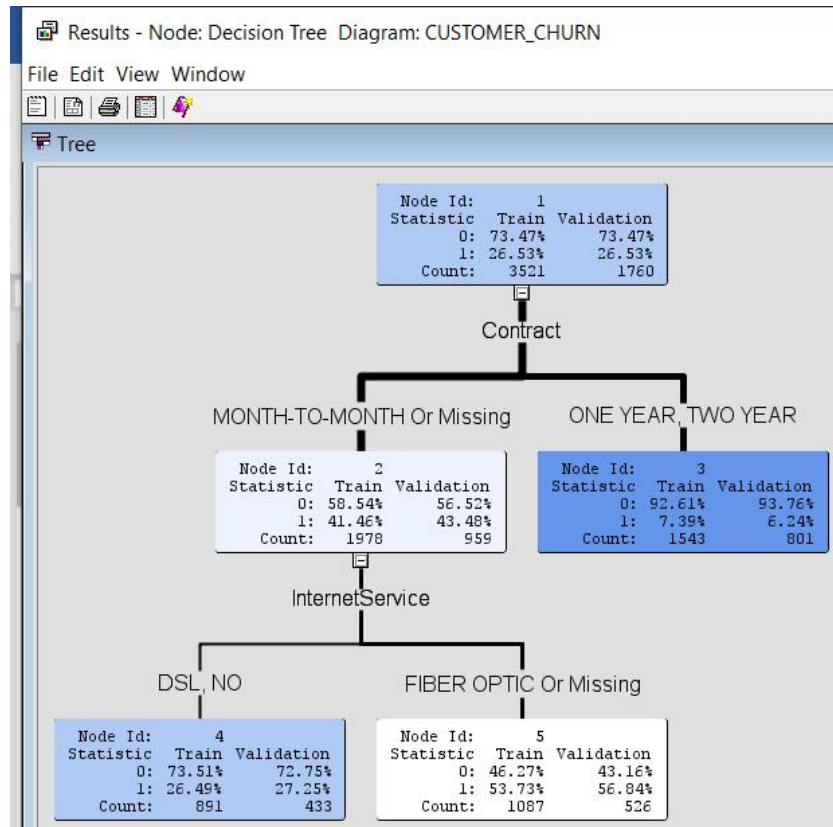 Results - Node: Decision Tree Diagram: CUSTOMER_CHURN
File Edit View Window
Tree
Node Id: 1
Statistic Train Validation
0: 73.47% 73.47%
1: 26.53% 26.53%
Count: 3521 1760
Contract
MONTH-TO-MONTH Or Missing
ONE YEAR, TWO YEAR
Node Id: 2
Statistic Train Validation
0: 58.54% 56.52%
1: 41.46% 43.48%
Count: 1978 959
Node Id: 3
Statistic Train Validation
0: 92.61% 93.76%
1: 7.39% 6.24%
Count: 1543 801
InternetService
DSL, NO
FIBER OPTIC Or Missing
Node Id: 4
Statistic Train Validation
0: 73.51% 72.75%
1: 26.49% 27.25%
Count: 891 433
Node Id: 5
Statistic Train Validation
0: 46.27% 43.16%
1: 53.73% 56.84%
Count: 1087 526